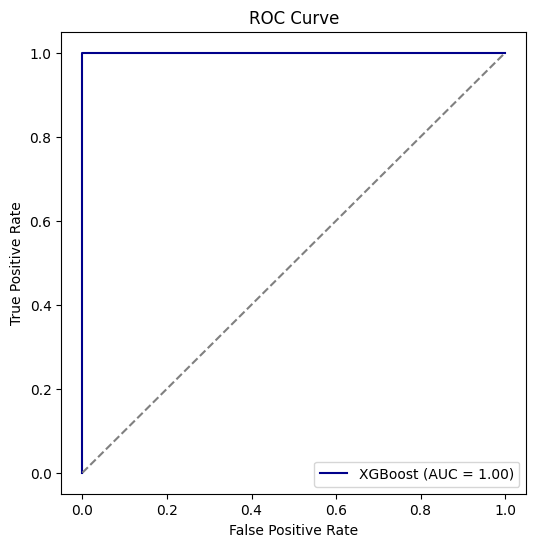 ROC Curve
1.0
0.8
0.6
0.4
0.2
0.0
True Positive Rate
XGBoost (AUC = 1.00)
0.0 0.2 0.4 0.6 0.8 1.0
False Positive Rate